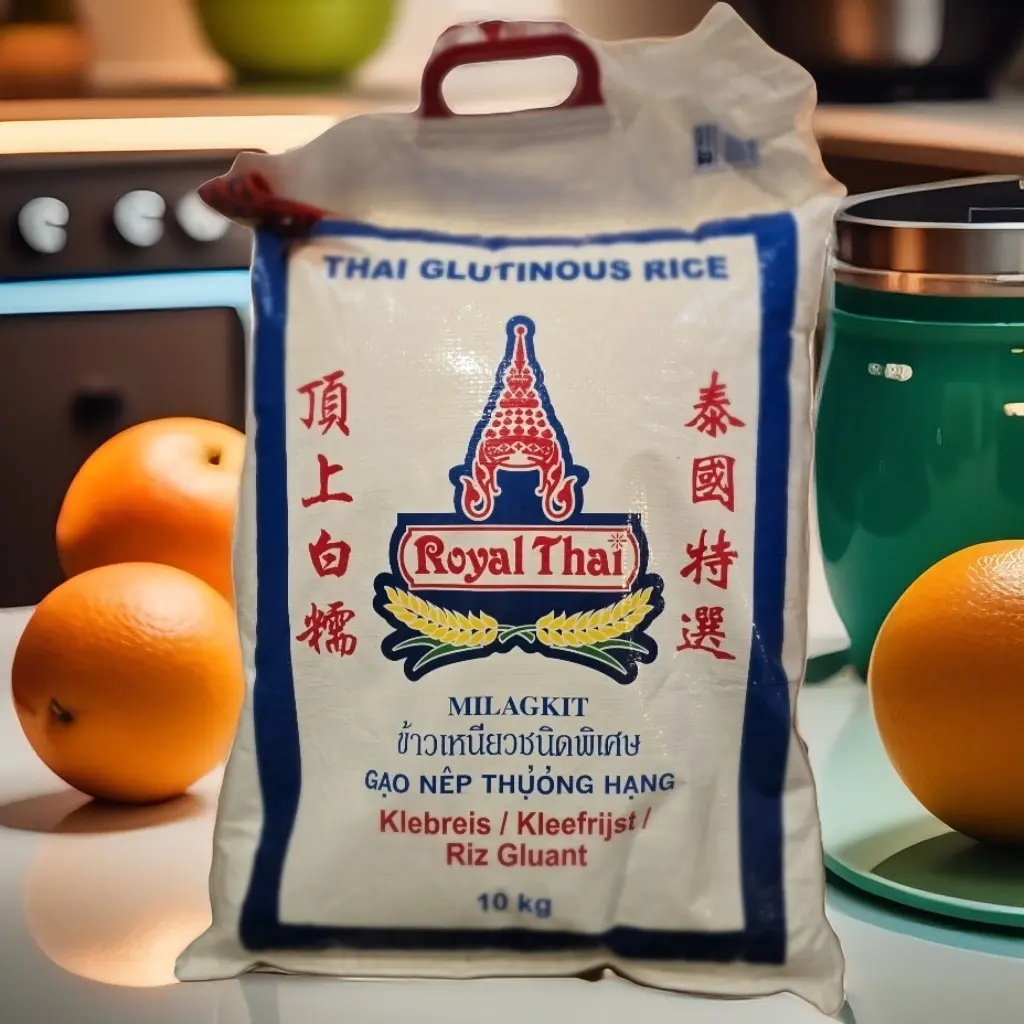 THAI GLUTINOUS RICE
頂上白糯
泰國特選
Royal Thai
MILAGKIT
ข้าวเหนียวชนิดพิเศษ
GẠO NẾP THƯỢNG HẠNG
Klebreis / Kleefrijst /
Riz Gluant
10 kg